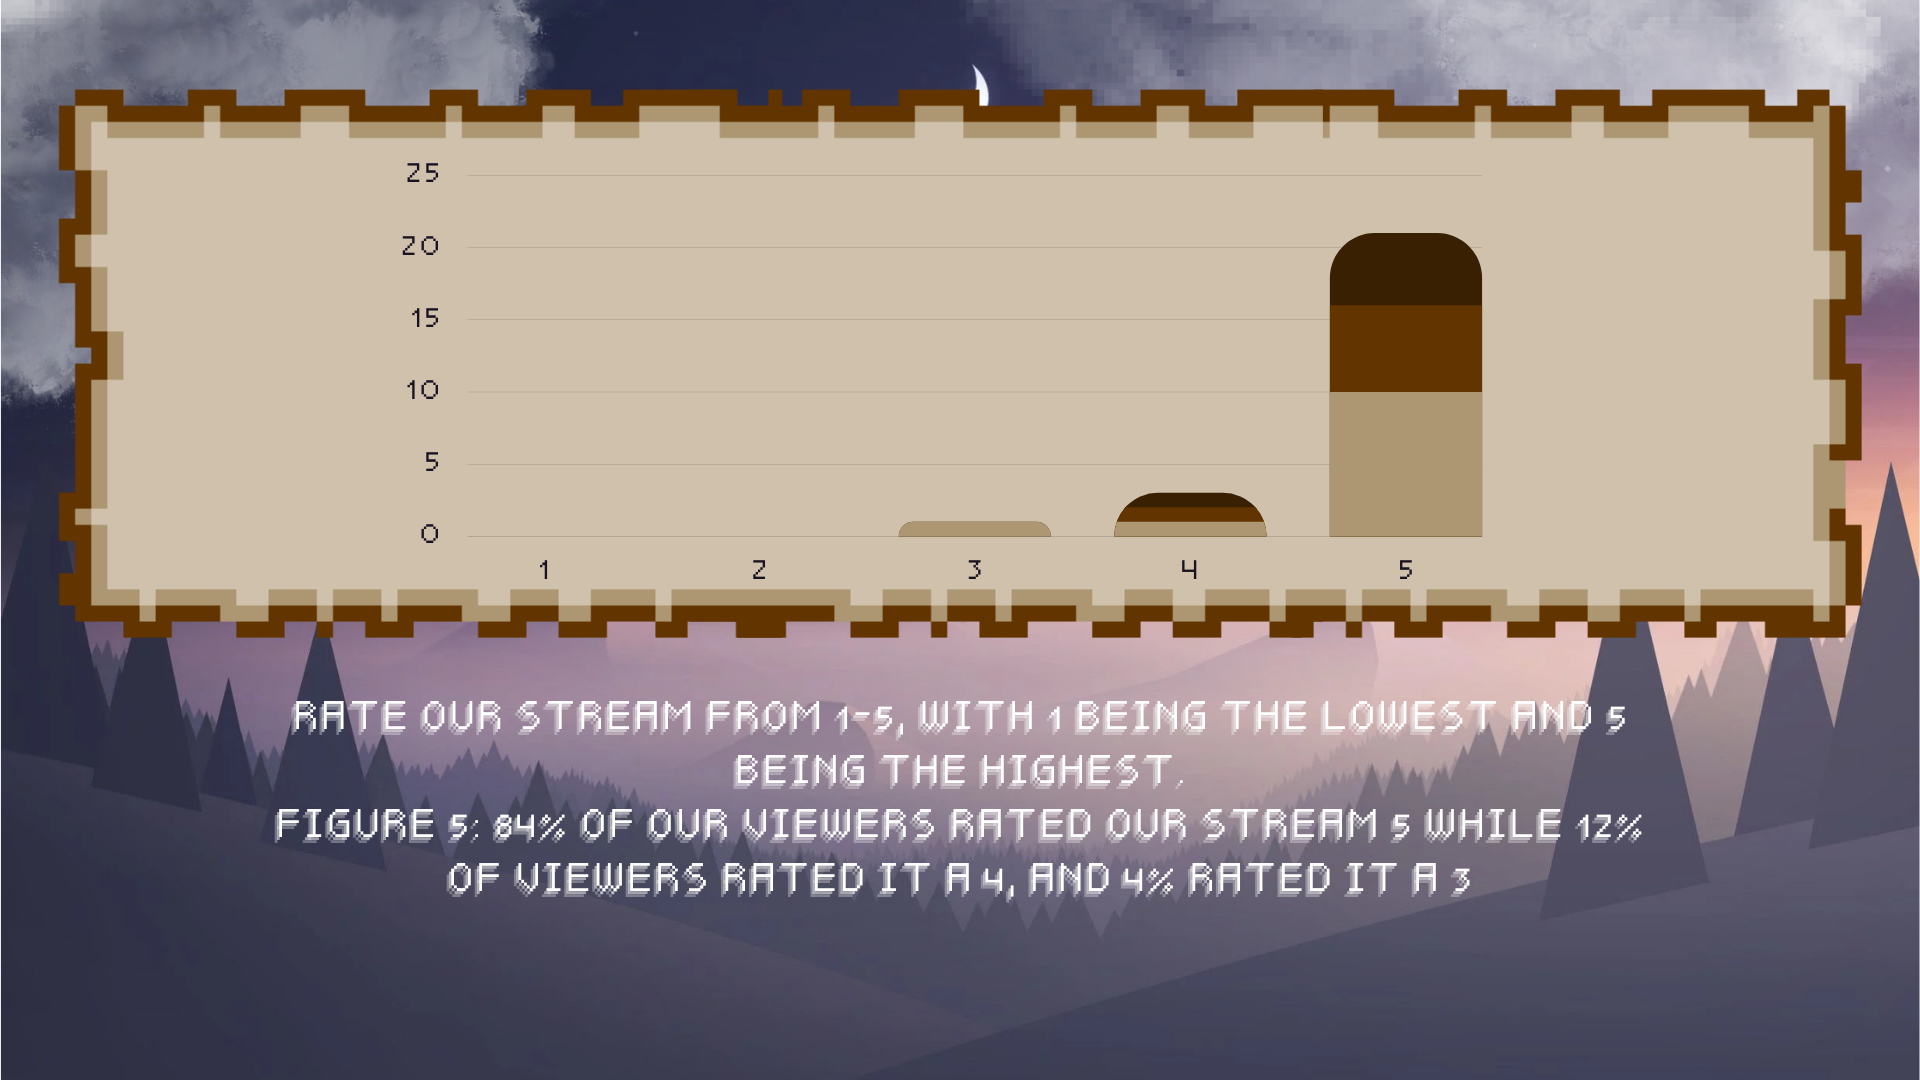 25
20
15
10
5
0
1 2 3 4 5
RATE OUR STREAM FROM 1-5, WITH 1 BEING THE LOWEST AND 5
BEING THE HIGHEST.
FIGURE 5: 84% OF OUR VIEWERS RATED OUR STREAM 5 WHILE 12%
OF VIEWERS RATED IT A 4, AND 4% RATED IT A 3